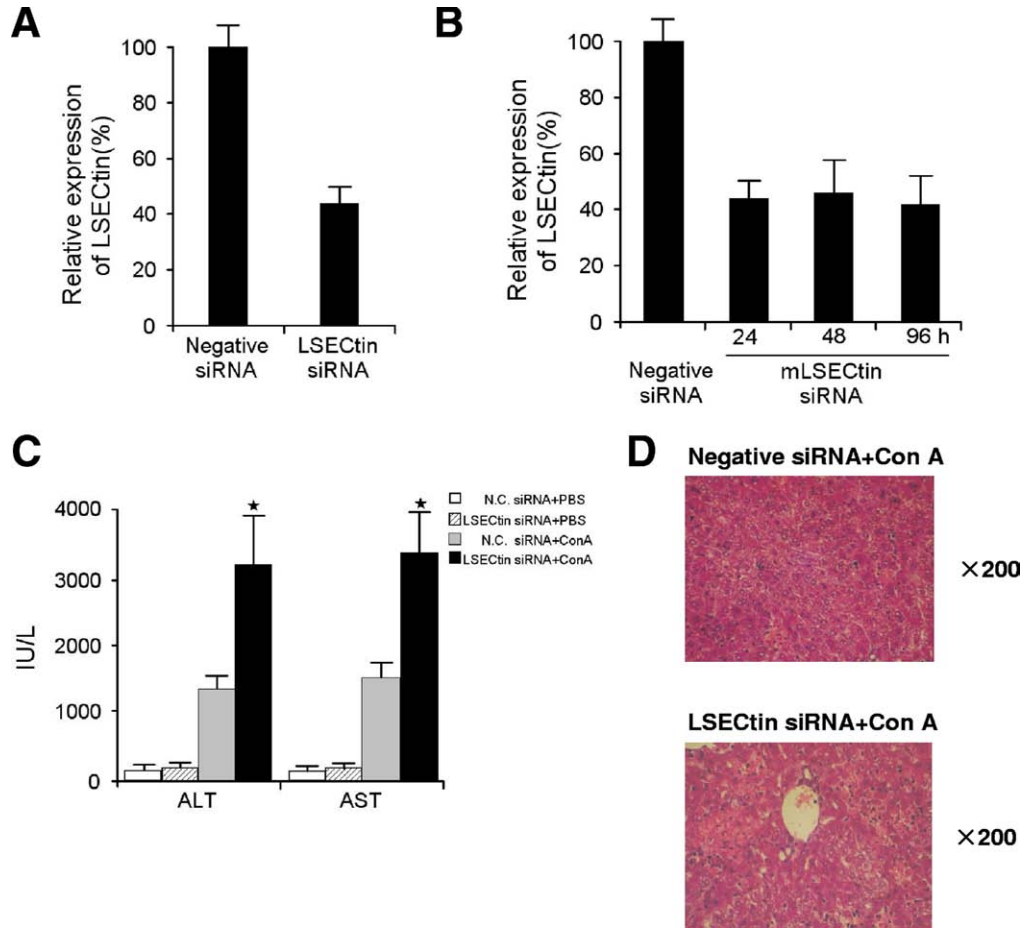 A
Relative expression
of LSECtin(%)
100
80
60
40
20
0
Negative
siRNA
LSECtin
siRNA
B
Relative expression
of LSECtin(%)
100
80
60
40
20
0
24
48
96 h
Negative
siRNA
mLSECtin
siRNA
C
IU/L
4000
3000
2000
1000
0
ALT
AST
N.C. siRNA+PBS
LSECtin siRNA+PBS
N.C. siRNA+ConA
LSECtin siRNA+ConA
D
Negative siRNA+Con A
×200
LSECtin siRNA+Con A
×200